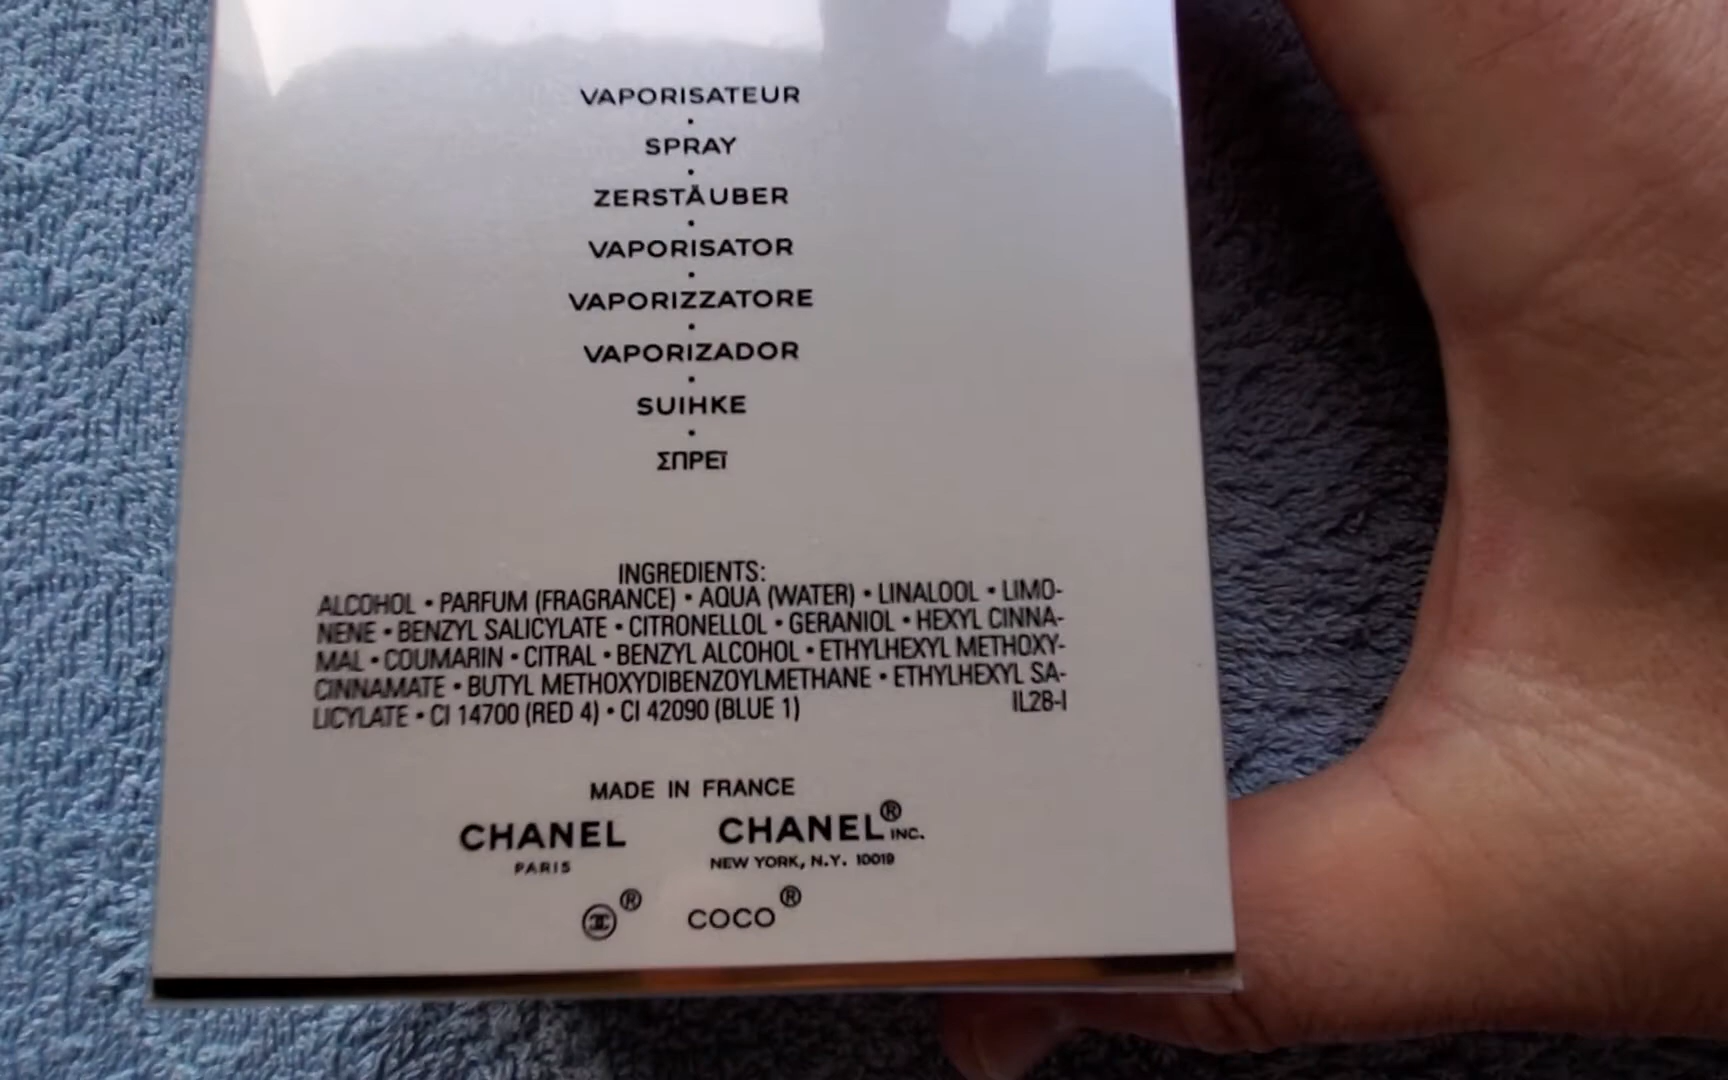 VAPORISATEUR
•
SPRAY
•
ZERSTÄUBER
•
VAPORISATOR
•
VAPORIZZATORE
•
VAPORIZADOR
•
SUIHKE
•
ΣΠΡΕΪ
INGREDIENTS:
ALCOHOL • PARFUM (FRAGRANCE) • AQUA (WATER) • LINALOOL • LIMO-
NENE • BENZYL SALICYLATE • CITRONELLOL • GERANIOL • HEXYL CINNA-
MAL • COUMARIN • CITRAL • BENZYL ALCOHOL • ETHYLHEXYL METHOXY-
CINNAMATE • BUTYL METHOXYDIBENZOYLMETHANE • ETHYLHEXYL SA-
LICYLATE • CI 14700 (RED 4) • CI 42090 (BLUE 1) IL28-I
MADE IN FRANCE
CHANEL CHANEL® INC.
PARIS NEW YORK, N.Y. 10019
® COCO®